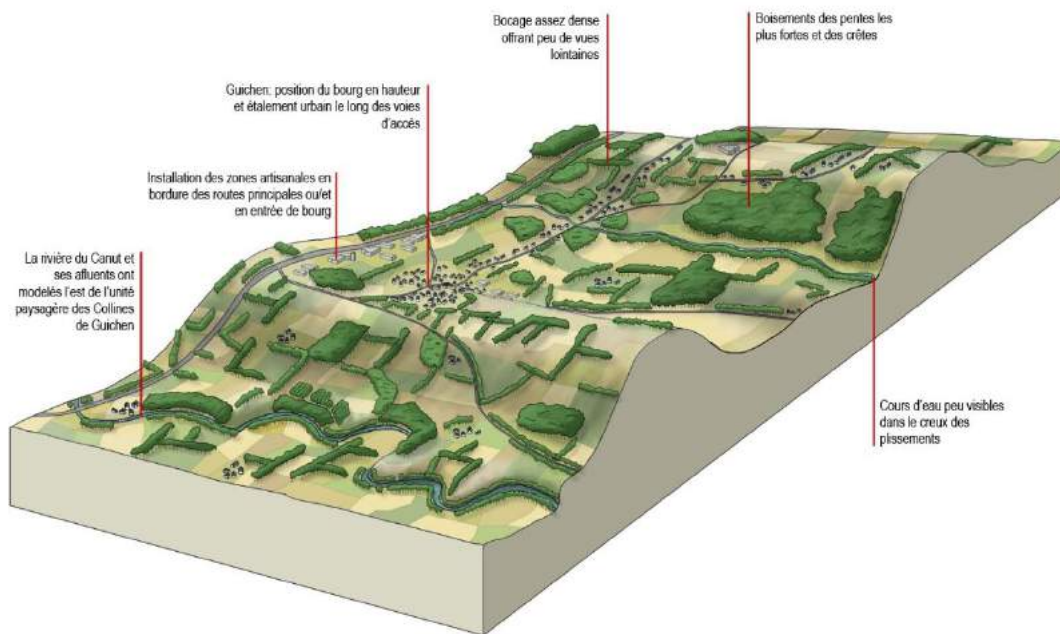 Bocage assez dense
offrant peu de vues
lointaines
Boisements des pentes les
plus fortes et des crêtes
Guichen: position du bourg en hauteur
et étalement urbain le long des voies
d'accès
Installation des zones artisanales en
bordure des routes principales ou/et
en entrée de bourg
La rivière du Canut et
ses afluents ont
modelés l'est de l'unité
paysagère des Collines
de Guichen
Cours d'eau peu visibles
dans le creux des
plissements